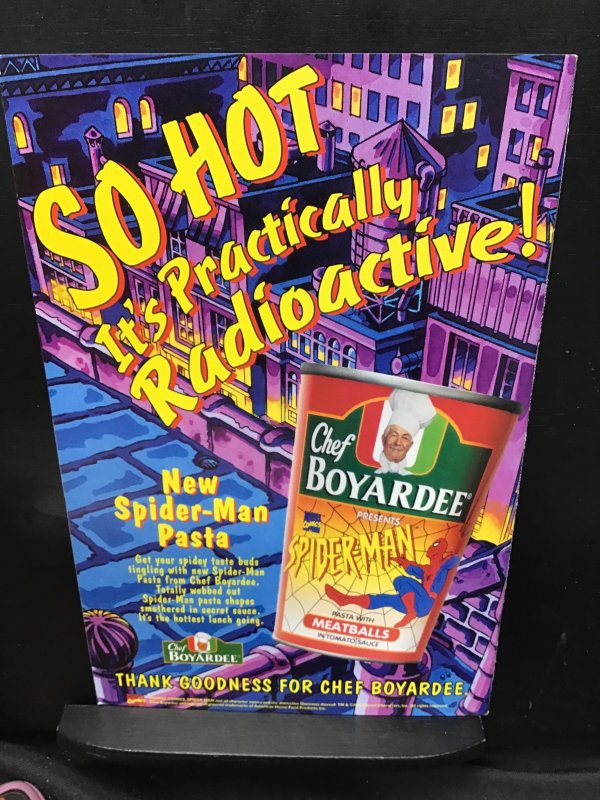 SO HOT
It's Practically
Radioactive!
Chef
BOYARDEE®
PRESENTS
COMICS
SPIDER-MAN
PASTA WITH
MEATBALLS
IN TOMATO SAUCE
New
Spider-Man
Pasta
Get your spidey taste buds
tingling with new Spider-Man
Pasta from Chef Boyardee.
Totally webbed out
Spider-Man pasta shapes
smothered in secret sauce.
It's the hottest lunch going.
Chef
BOYARDEE
THANK GOODNESS FOR CHEF BOYARDEE.